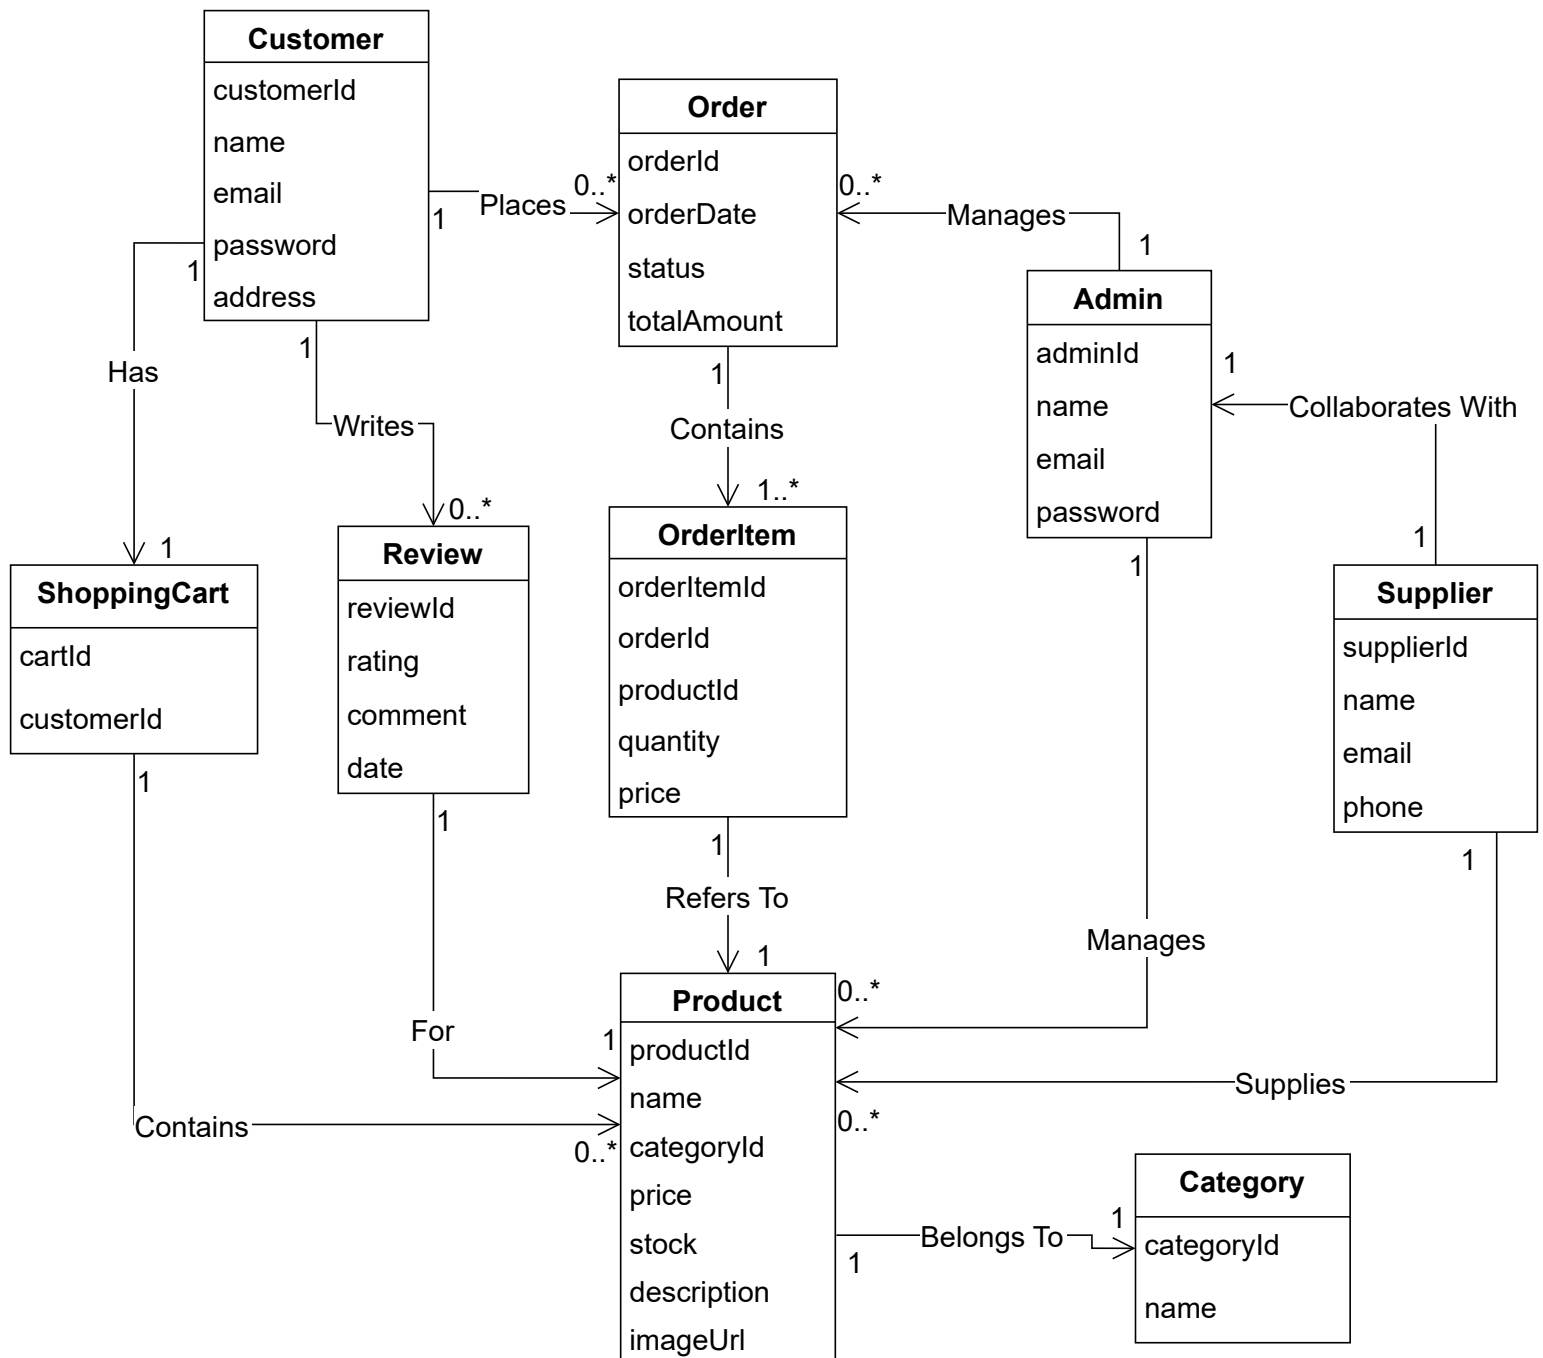 Customer
customerId
name
email
password
address
Order
orderId
orderDate
status
totalAmount
1
Places
0..*
0..*
Manages
1
Admin
adminId
name
email
password
1
Collaborates With
1
1
Has
1
1
Writes
0..*
1
Contains
1..*
ShoppingCart
cartId
customerId
Review
reviewId
rating
comment
date
OrderItem
orderItemId
orderId
productId
quantity
price
Supplier
supplierId
name
email
phone
1
Contains
0..*
1
For
1
1
Refers To
1
1
Manages
0..*
1
Supplies
0..*
Product
productId
name
categoryId
price
stock
description
imageUrl
1
Belongs To
1
Category
categoryId
name